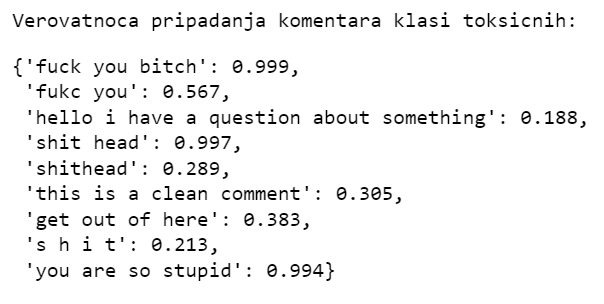 Verovatnoca pripadanja komentara klasi toksicnih:
{'fuck you bitch': 0.999,
'fukc you': 0.567,
'hello i have a question about something': 0.188,
'shit head': 0.997,
'shithead': 0.289,
'this is a clean comment': 0.305,
'get out of here': 0.383,
's h i t': 0.213,
'you are so stupid': 0.994}